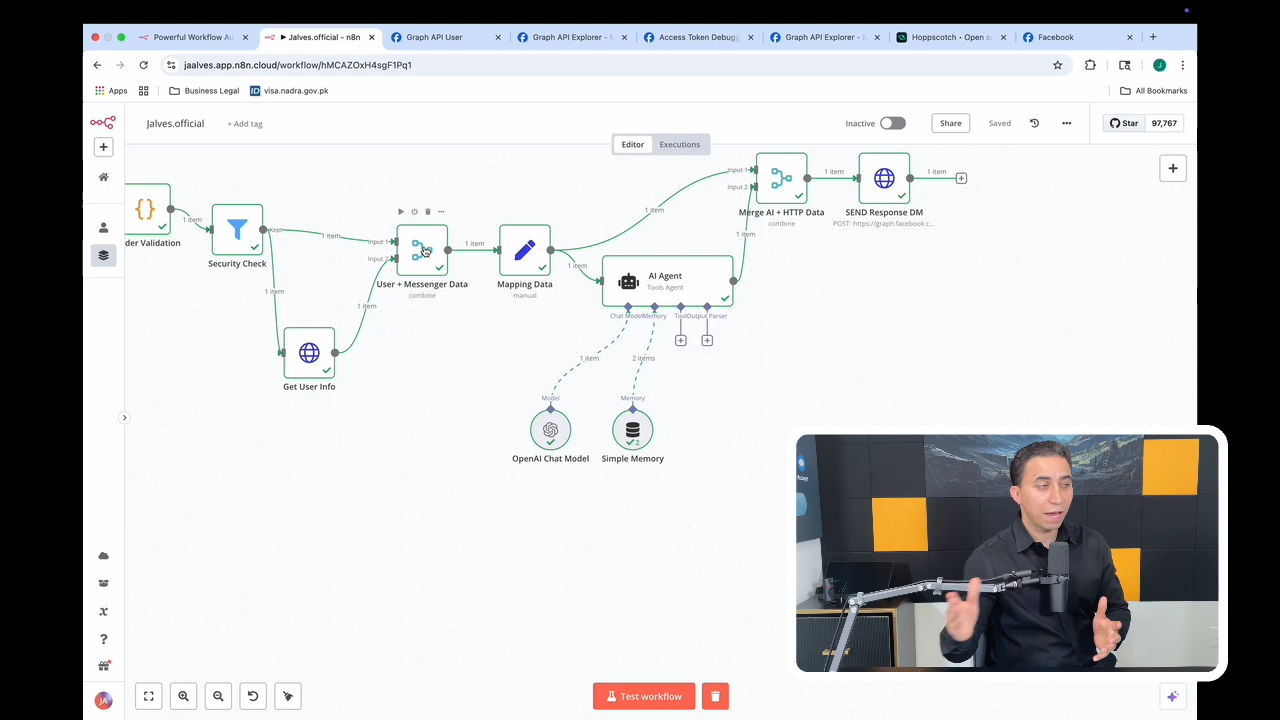 Powerful Workflow Au
Jalves.official - n8n
Graph API User
Graph API Explorer -
Access Token Debugg
Graph API Explorer -
Hoppscotch • Open s
Facebook
jaalves.app.n8n.cloud/workflow/hMCAZOxH4sgF1Pq1
Apps
Business Legal
visa.nadra.gov.pk
All Bookmarks
Jalves.official
+ Add tag
Inactive
Share
Saved
Star
97,767
Editor
Executions
der Validation
1 item
Security Check
Kept
1 item
1 item
Get User Info
1 item
Input 1
Input 2
User + Messenger Data
combine
1 item
Mapping Data
manual
1 item
1 item
AI Agent
Tools Agent
Chat Model
Memory
Tool
Output Parser
1 item
2 items
Model
Memory
OpenAI Chat Model
2
Simple Memory
1 item
Input 1
Input 2
Merge AI + HTTP Data
combine
1 item
SEND Response DM
POST: https://graph.facebook.c...
1 item
JA
Test workflow